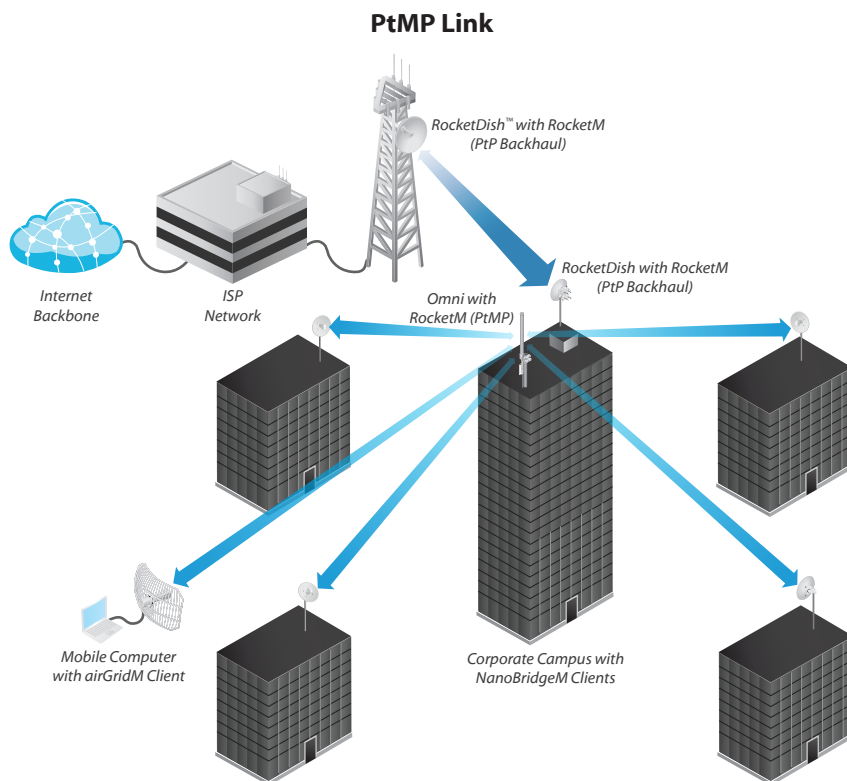 PtMP Link
RocketDish™ with RocketM
(PtP Backhaul)
RocketDish with RocketM
(PtP Backhaul)
Internet
Backbone
ISP
Network
Omni with
RocketM (PtMP)
Mobile Computer
with airGridM Client
Corporate Campus with
NanoBridgeM Clients